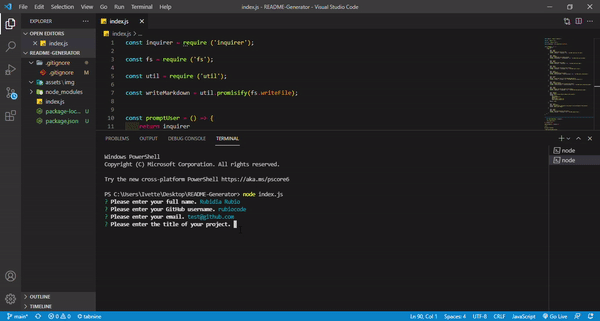 File Edit Selection View Go Run Terminal Help
index.js - README-Generator - Visual Studio Code
EXPLORER
OPEN EDITORS
index.js
README-GENERATOR
.gitignore
.gitignore M
assets \ img
node_modules
index.js
package-loc... U
package.json U
OUTLINE
TIMELINE
index.js
index.js > ...
1 const inquirer = require ('inquirer');
2
3 const fs = require ('fs');
4
5 const util = require ('util');
6
7 const writeMarkdown = util.promisify(fs.writeFile);
8
9
10 const promptUser = () => {
11 return inquirer
PROBLEMS OUTPUT DEBUG CONSOLE TERMINAL
Windows PowerShell
Copyright (C) Microsoft Corporation. All rights reserved.
Try the new cross-platform PowerShell https://aka.ms/pscore6
PS C:\Users\Ivette\Desktop\README-Generator> node index.js
? Please enter your full name. Rubidia Rubio
? Please enter your GitHub username. rubiocode
? Please enter your email. test@github.com
? Please enter the title of your project.
node
node
main* 0 0 tabnine
Ln 90, Col 1 Spaces: 4 UTF-8 CRLF JavaScript Go Live